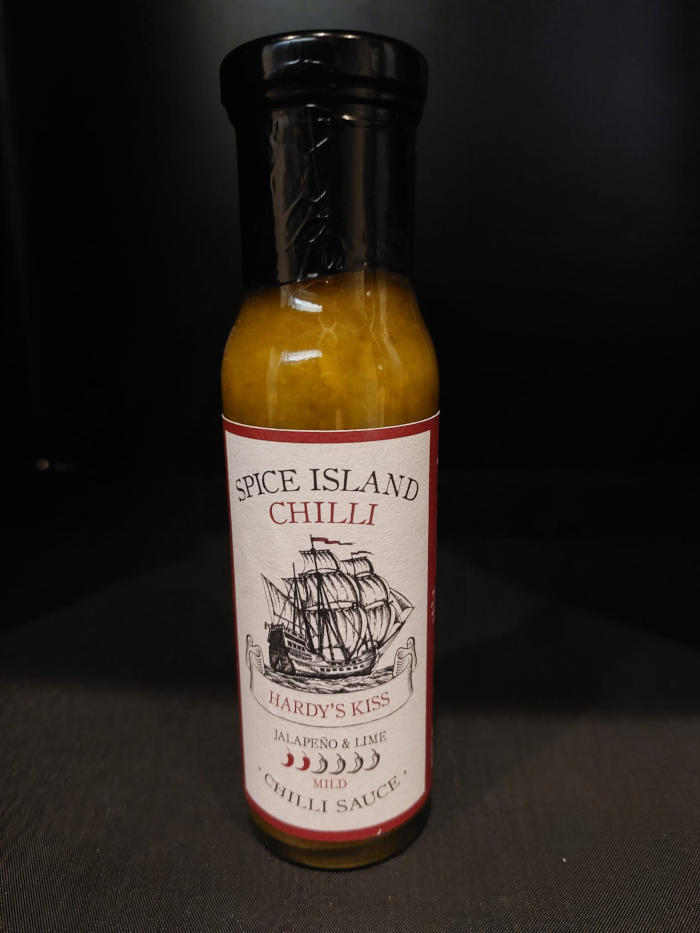 SPICE ISLAND
CHILLI
HARDY'S KISS
JALAPEÑO & LIME
MILD
· CHILLI SAUCE ·